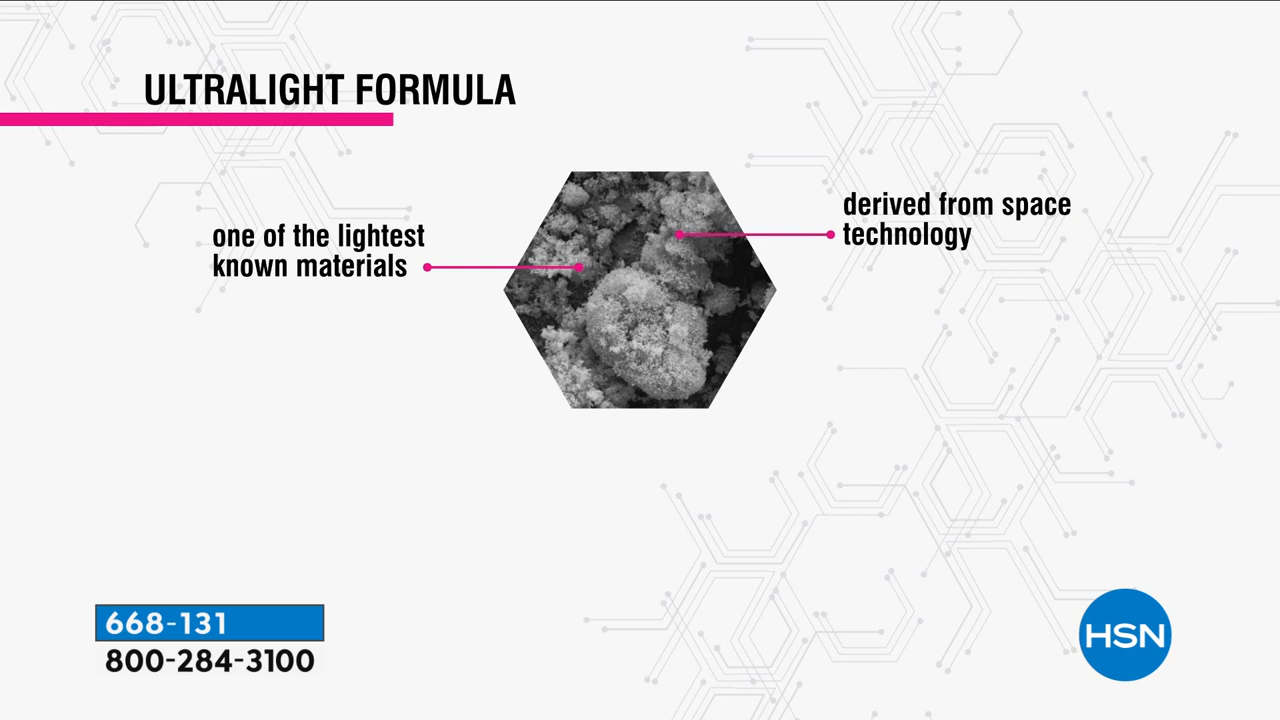 ULTRALIGHT FORMULA
one of the lightest
known materials
derived from space
technology
668-131
800-284-3100
HSN